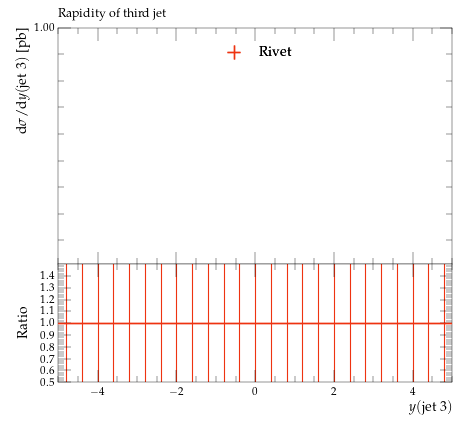 Rapidity of third jet
dσ/dy(jet 3) [pb]
1.00
Rivet
Ratio
1.4
1.3
1.2
1.1
1.0
0.9
0.8
0.7
0.6
0.5
−4 −2 0 2 4
y(jet 3)